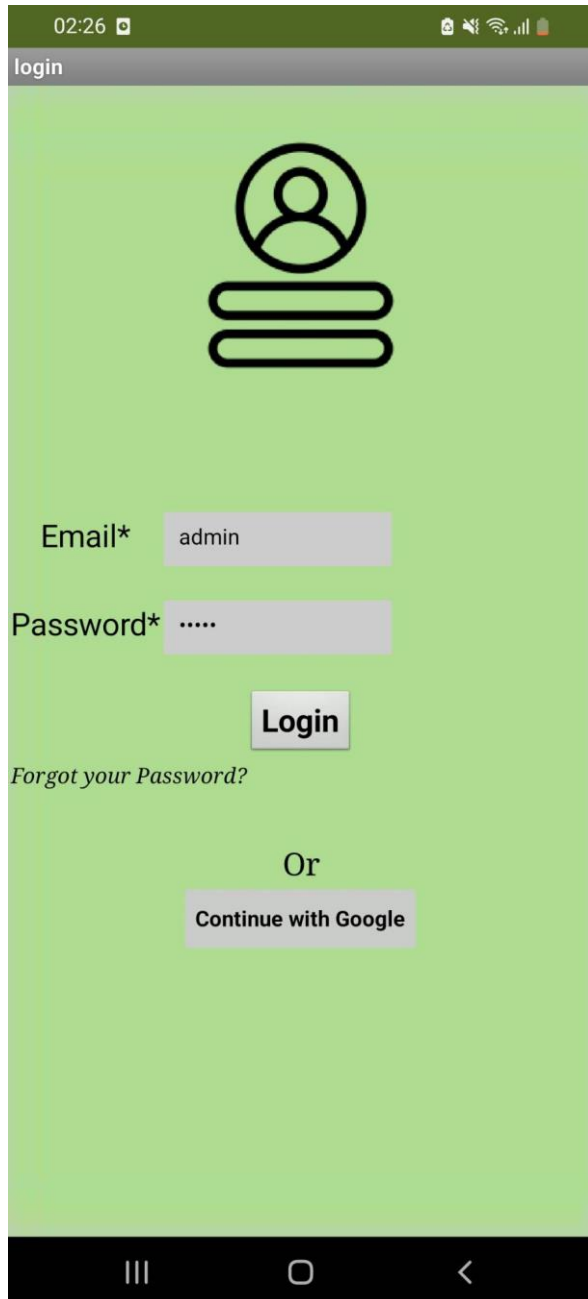 02:26
login
Email* admin
Password* •••••
Login
Forgot your Password?
Or
Continue with Google